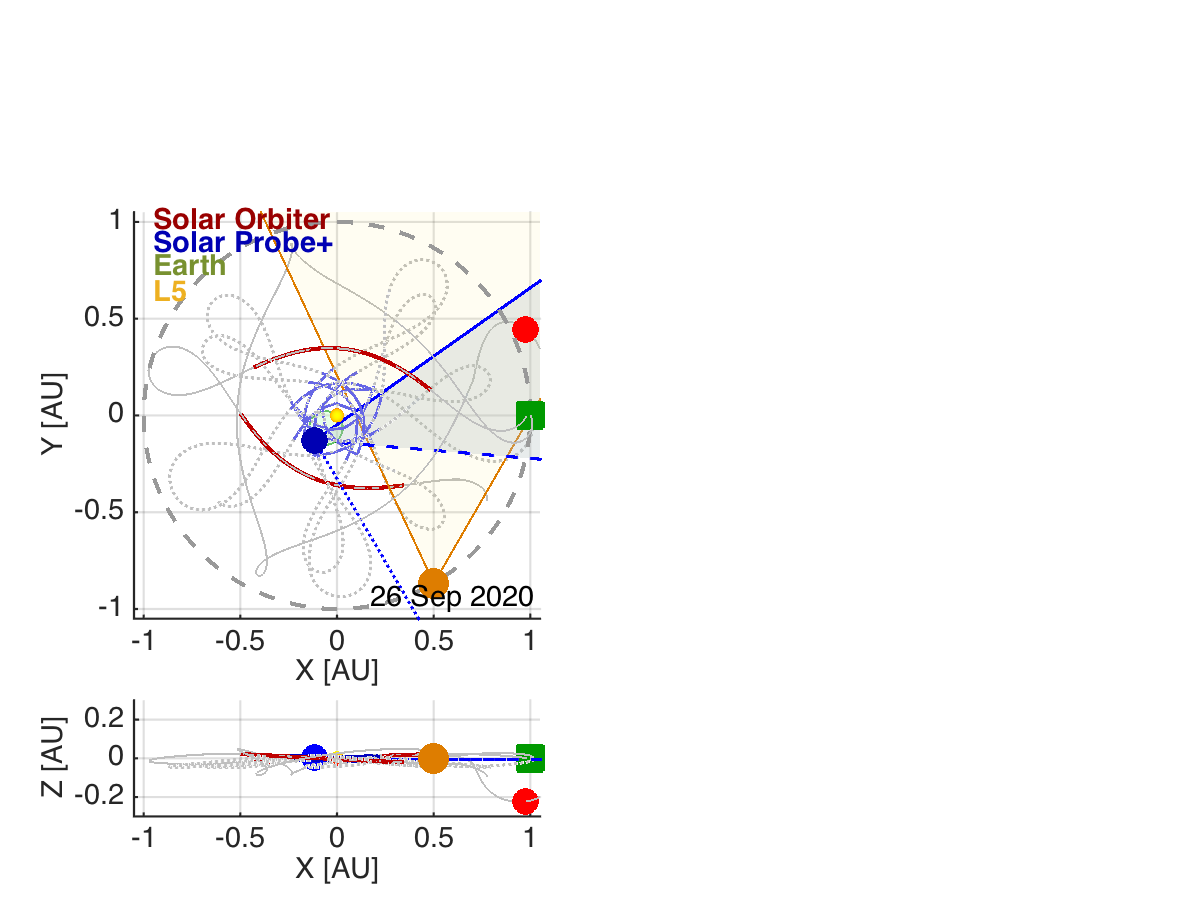 Solar Orbiter
Solar Probe+
Earth
L5
1
0.5
0
-0.5
-1
Y [AU]
26 Sep 2020
-1 -0.5 0 0.5 1
X [AU]
0.2
0
-0.2
Z [AU]
-1 -0.5 0 0.5 1
X [AU]